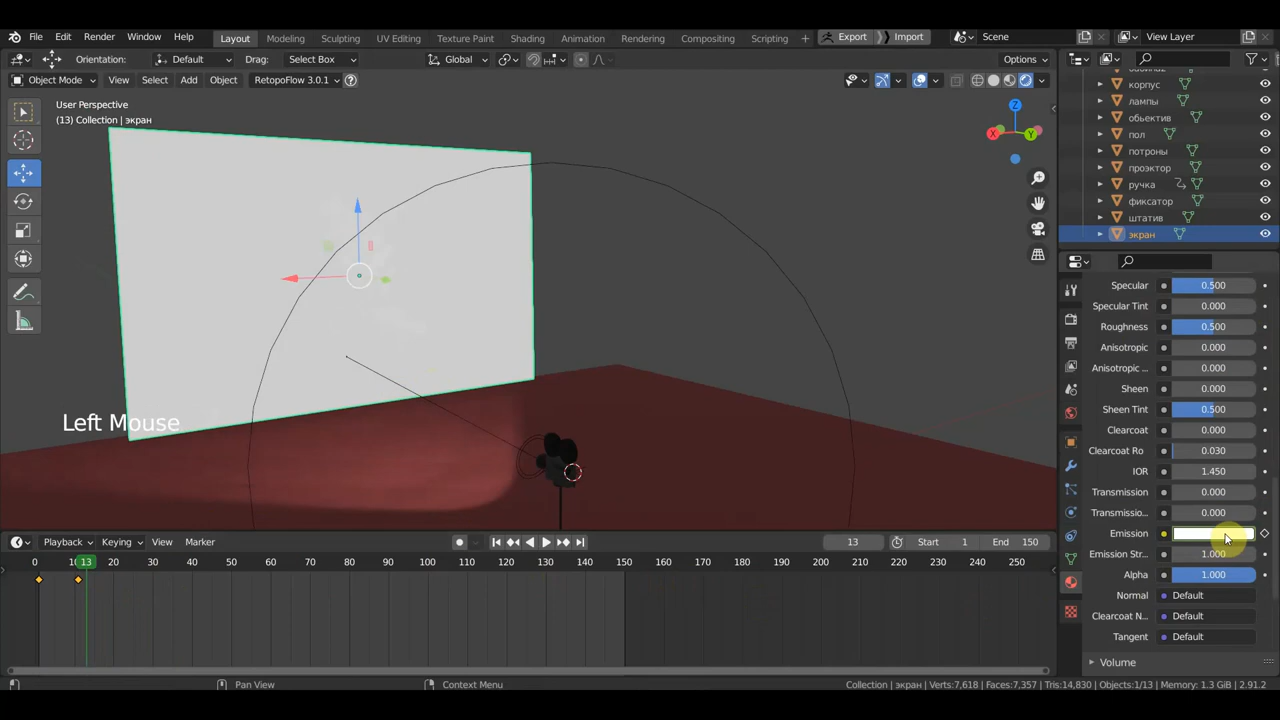 File Edit Render Window Help Layout Modeling Sculpting UV Editing Texture Paint Shading Animation Rendering Compositing Scripting + Export Import Scene View Layer
Orientation: Default Drag: Select Box Global Options
Object Mode View Select Add Object RetopoFlow 3.0.1
User Perspective
(13) Collection | экран
Z
X Y
Left Mouse
корпус
лампы
обьектив
пол
потроны
проэктор
ручка
фиксатор
штатив
экран
Specular 0.500
Specular Tint 0.000
Roughness 0.500
Anisotropic 0.000
Anisotropic ... 0.000
Sheen 0.000
Sheen Tint 0.500
Clearcoat 0.000
Clearcoat Ro 0.030
IOR 1.450
Transmission 0.000
Transmissio... 0.000
Emission
Emission Str... 1.000
Alpha 1.000
Normal Default
Clearcoat N... Default
Tangent Default
Volume
Playback Keying View Marker 13 Start 1 End 150
0 13 20 30 40 50 60 70 80 90 100 110 120 130 140 150 160 170 180 190 200 210 220 230 240 250
Pan View Context Menu Collection | экран | Verts:7,618 | Faces:7,357 | Tris:14,830 | Objects:1/13 | Memory: 1.3 GiB | 2.91.2